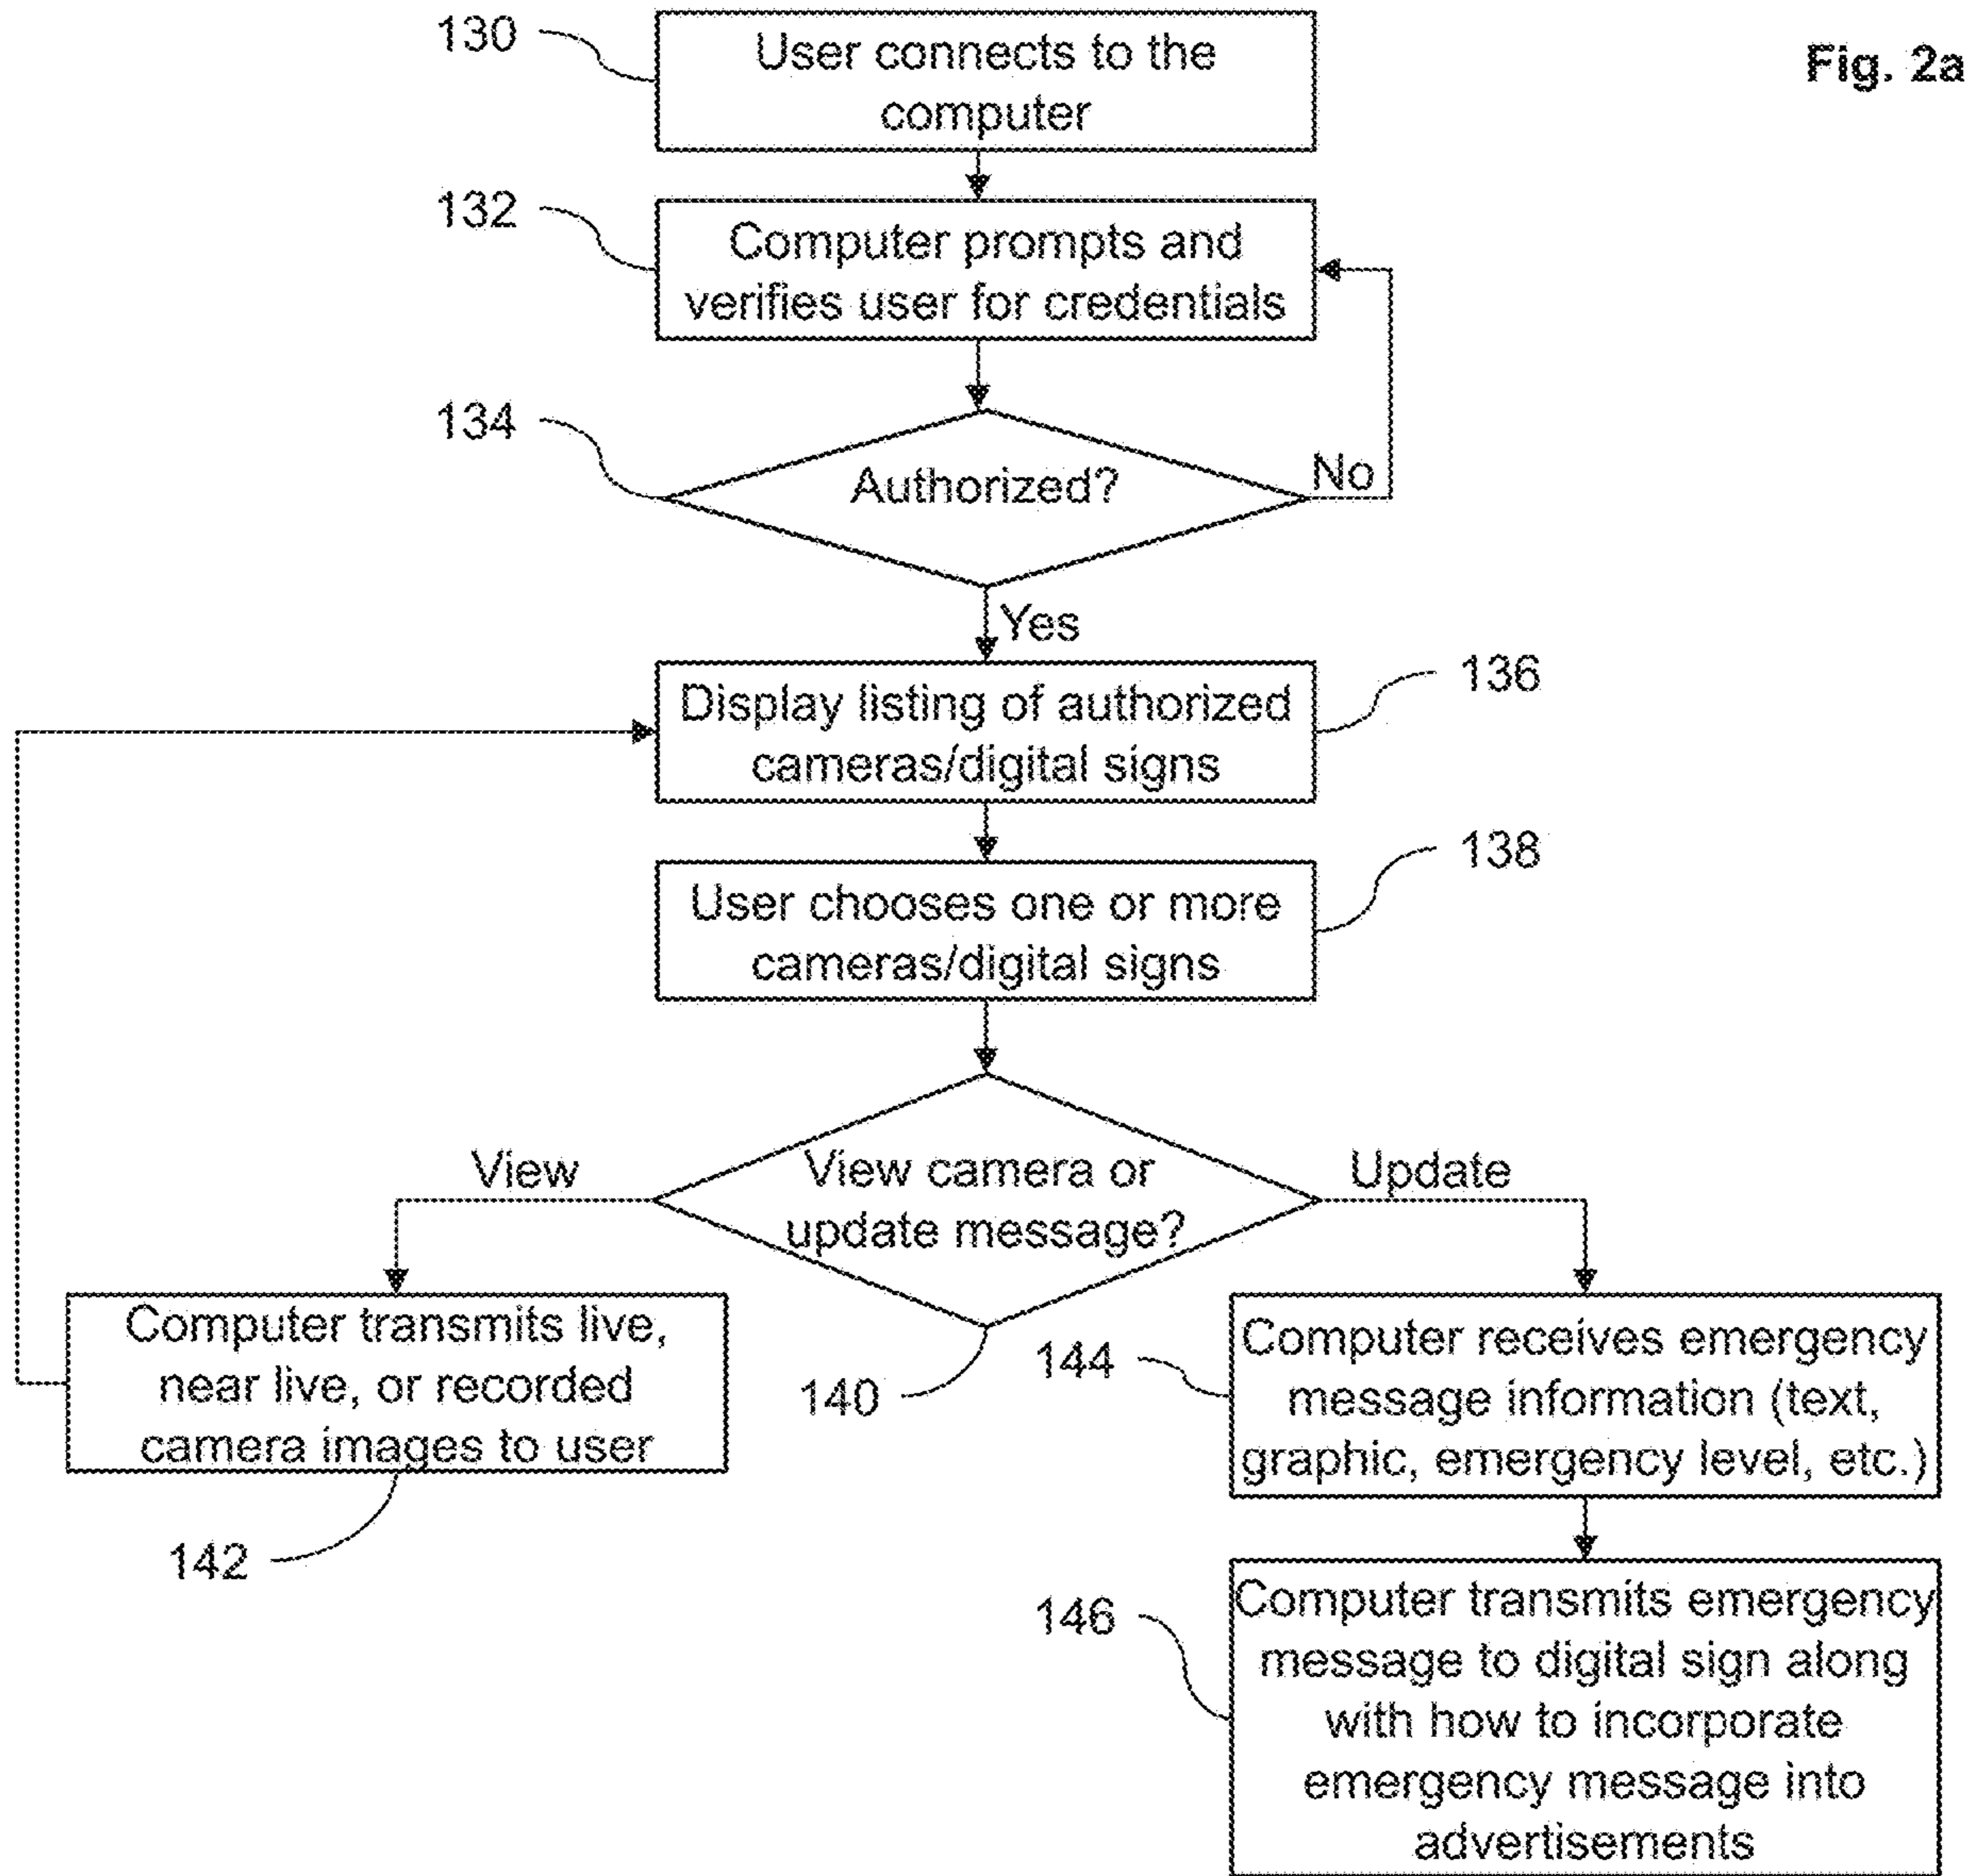 Fig. 2a
130
User connects to the
computer
132
Computer prompts and
verifies user for credentials
134
Authorized?
No
Yes
136
Display listing of authorized
cameras/digital signs
138
User chooses one or more
cameras/digital signs
View
View camera or
update message?
Update
140
Computer transmits live,
near live, or recorded
camera images to user
142
144
Computer receives emergency
message information (text,
graphic, emergency level, etc.)
146
Computer transmits emergency
message to digital sign along
with how to incorporate
emergency message into
advertisements